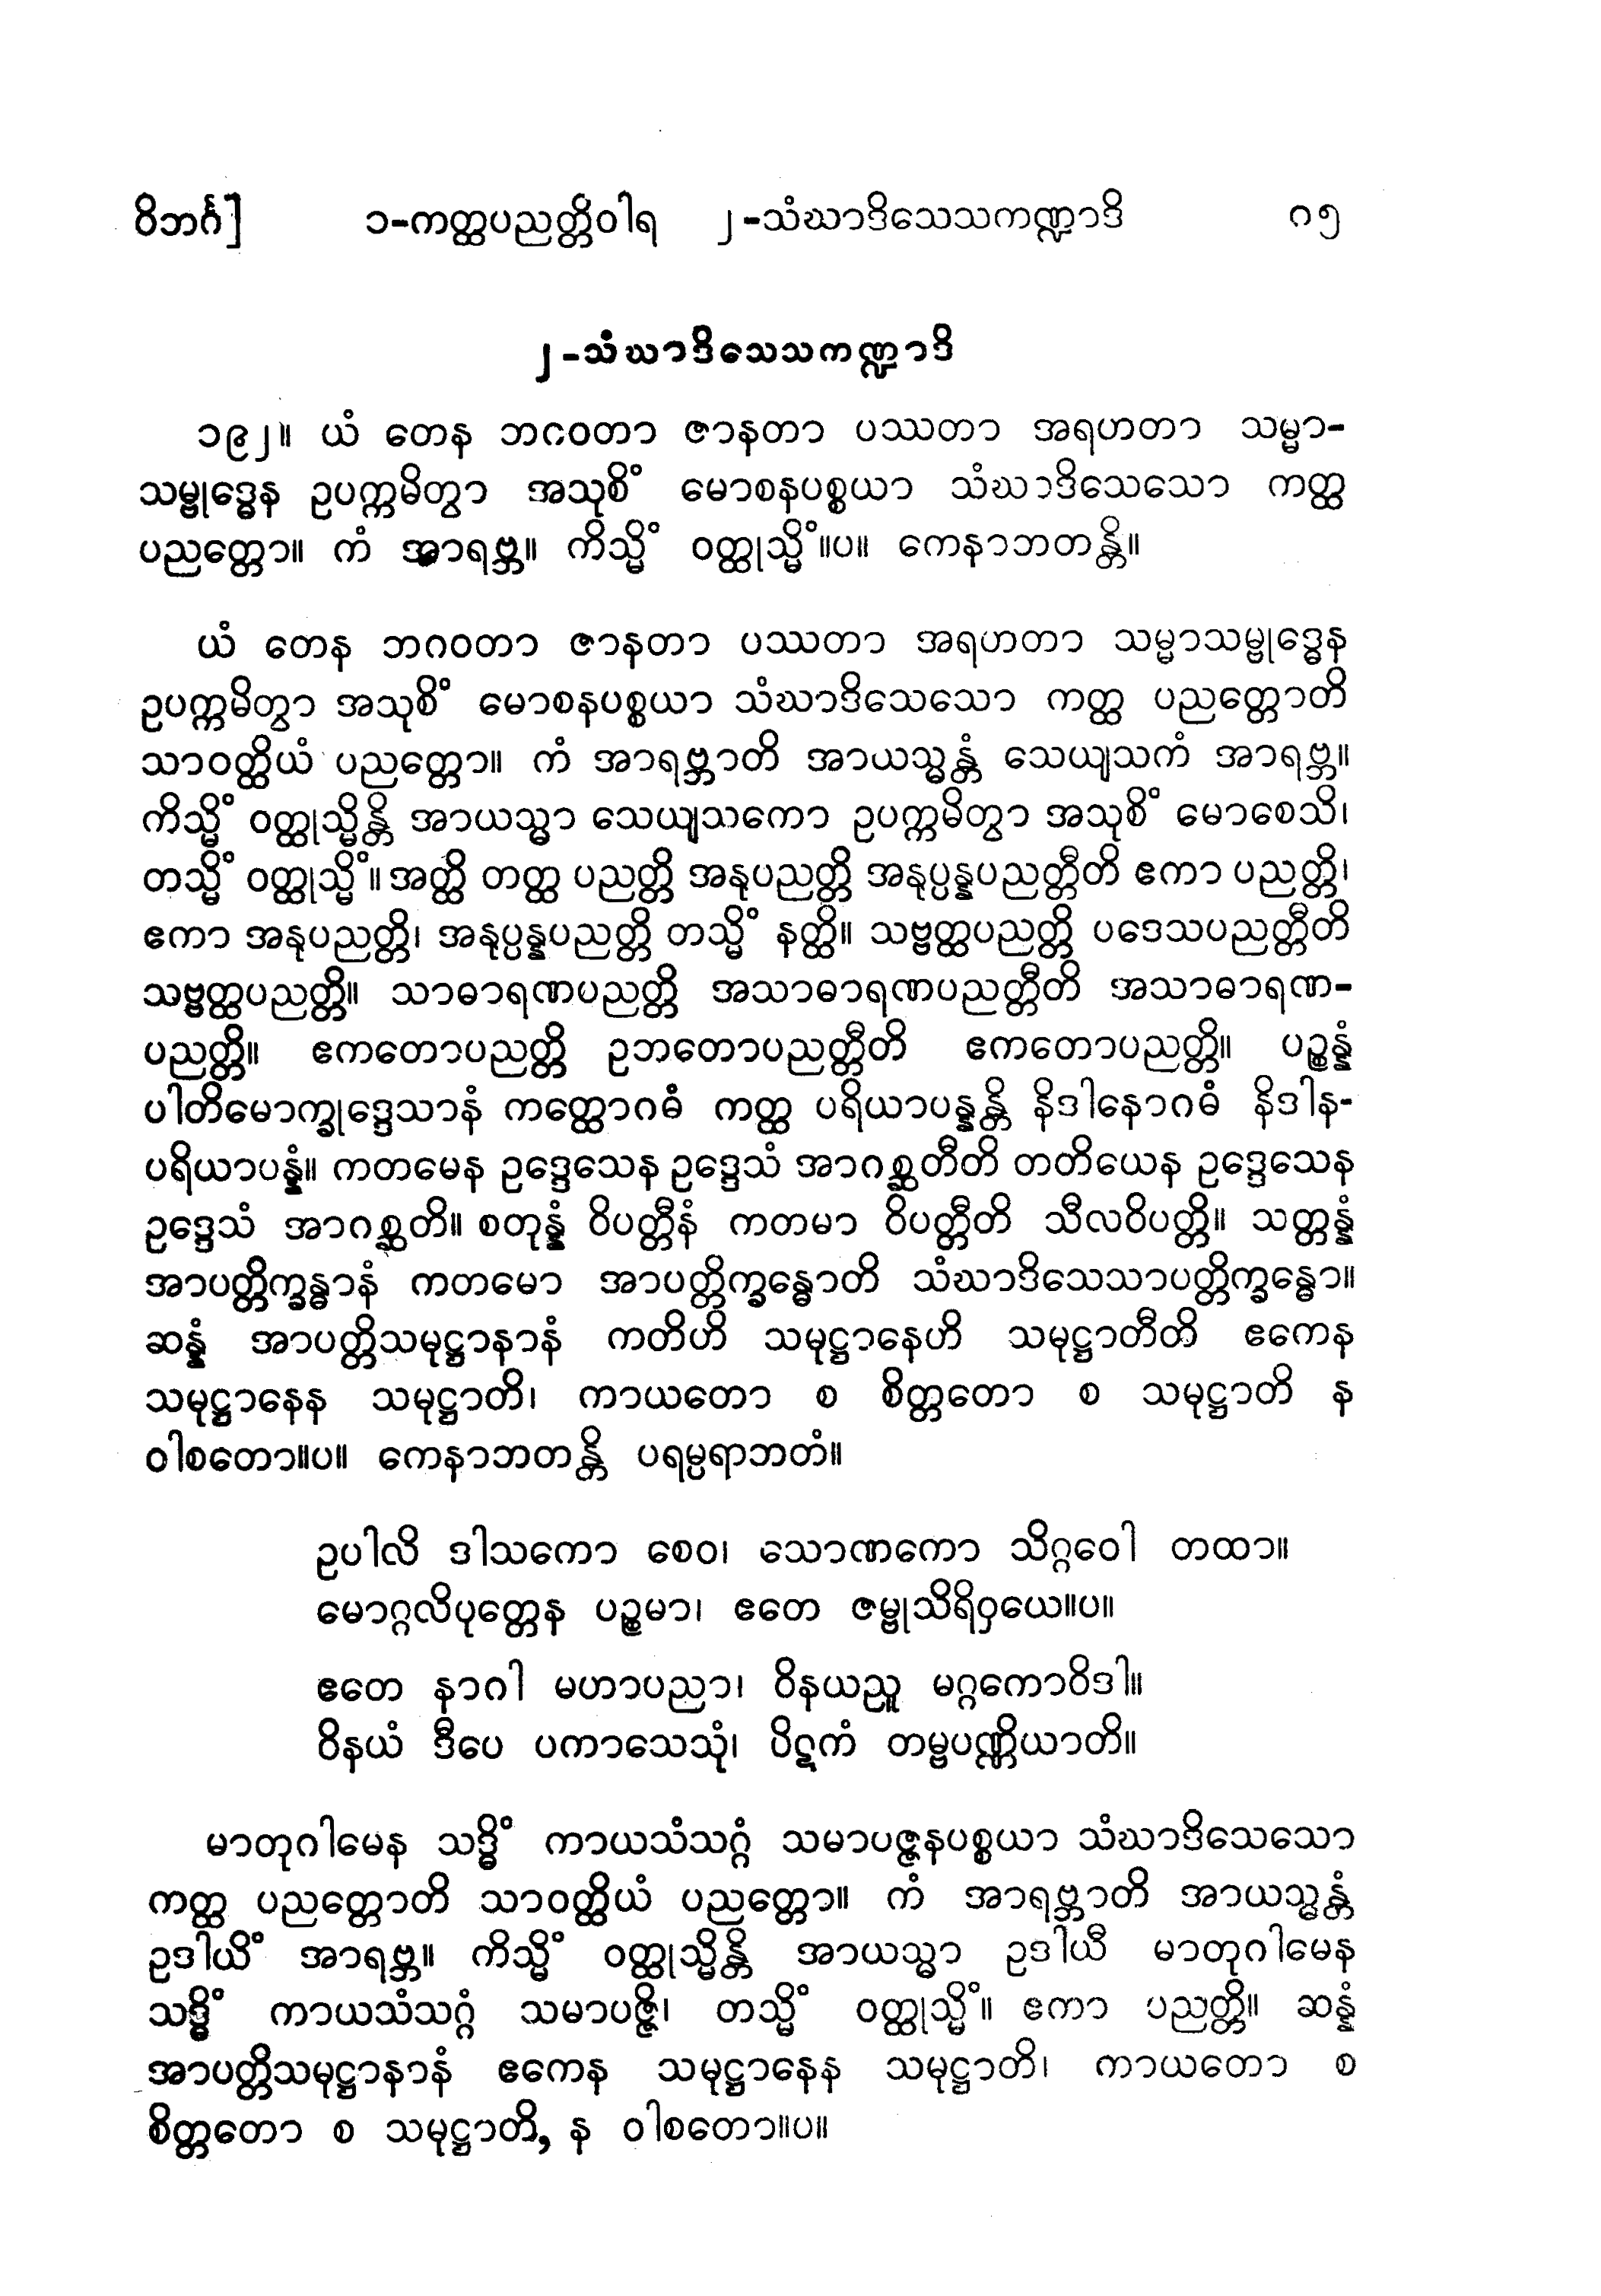 ဝိဘင်္ဂ] ၁-ကတ္ထပညတ္တိဝါရ ၂-သံဃာဒိသေသကဏ္ဍာဒိ ၈၅
၂-သံဃာဒိသေသကဏ္ဍာဒိ
၁၉၂။ ယံ တေန ဘဂဝတာ ဇာနတာ ပဿတာ အရဟတာ သမ္မာ-
သမ္ဗုဒ္ဓေန ဥပက္ကမိတွာ အသုစိံ မောစနပစ္စယာ သံဃာဒိသေသော ကတ္ထ
ပညတ္တော။ ကံ အာရဗ္ဘ။ ကိသ္မိံ ဝတ္ထုသ္မိံ။ပ။ ကေနာဘတန္တိ။
ယံ တေန ဘဂဝတာ ဇာနတာ ပဿတာ အရဟတာ သမ္မာသမ္ဗုဒ္ဓေန
ဥပက္ကမိတွာ အသုစိံ မောစနပစ္စယာ သံဃာဒိသေသော ကတ္ထ ပညတ္တောတိ
သာဝတ္ထိယံ ပညတ္တော။ ကံ အာရဗ္ဘာတိ အာယသ္မန္တံ သေယျသကံ အာရဗ္ဘ။
ကိသ္မိံ ဝတ္ထုသ္မိန္တိ အာယသ္မာ သေယျသကော ဥပက္ကမိတွာ အသုစိံ မောစေသိ၊
တသ္မိံ ဝတ္ထုသ္မိံ။ အတ္ထိ တတ္ထ ပညတ္တိ အနုပညတ္တိ အနုပ္ပန္နပညတ္တီတိ ဧကာ ပညတ္တိ၊
ဧကာ အနုပညတ္တိ၊ အနုပ္ပန္နပညတ္တိ တသ္မိံ နတ္ထိ။ သဗ္ဗတ္ထပညတ္တိ ပဒေသပညတ္တီတိ
သဗ္ဗတ္ထပညတ္တိ။ သာဓာရဏပညတ္တိ အသာဓာရဏပညတ္တီတိ အသာဓာရဏ-
ပညတ္တိ။ ဧကတောပညတ္တိ ဥဘတောပညတ္တီတိ ဧကတောပညတ္တိ။ ပဉ္စန္နံ
ပါတိမောက္ခုဒ္ဒေသာနံ ကတ္ထောဂဓံ ကတ္ထ ပရိယာပန္နန္တိ နိဒါနောဂဓံ နိဒါန-
ပရိယာပန္နံ။ ကတမေန ဥဒ္ဒေသေန ဥဒ္ဒေသံ အာဂစ္ဆတီတိ တတိယေန ဥဒ္ဒေသေန
ဥဒ္ဒေသံ အာဂစ္ဆတိ။ စတုန္နံ ဝိပတ္တီနံ ကတမာ ဝိပတ္တီတိ သီလဝိပတ္တိ။ သတ္တန္နံ
အာပတ္တိက္ခန္ဓာနံ ကတမော အာပတ္တိက္ခန္ဓောတိ သံဃာဒိသေသာပတ္တိက္ခန္ဓော။
ဆန္နံ အာပတ္တိသမုဋ္ဌာနာနံ ကတိဟိ သမုဋ္ဌာနေဟိ သမုဋ္ဌာတီတိ ဧကေန
သမုဋ္ဌာနေန သမုဋ္ဌာတိ၊ ကာယတော စ စိတ္တတော စ သမုဋ္ဌာတိ န
ဝါစတော။ပ။ ကေနာဘတန္တိ ပရမ္ပရာဘတံ။
ဥပါလိ ဒါသကော စေဝ၊ သောဏကော သိဂ္ဂဝေါ တထာ။
မောဂ္ဂလိပုတ္တေန ပဉ္စမာ၊ ဧတေ ဇမ္ဗုသိရိဝှယေ။ပ။
ဧတေ နာဂါ မဟာပညာ၊ ဝိနယညူ မဂ္ဂကောဝိဒါ။
ဝိနယံ ဒီပေ ပကာသေသုံ၊ ပိဋကံ တမ္ဗပဏ္ဏိယာတိ။
မာတုဂါမေန သဒ္ဓိံ ကာယသံသဂ္ဂံ သမာပဇ္ဇနပစ္စယာ သံဃာဒိသေသော
ကတ္ထ ပညတ္တောတိ သာဝတ္ထိယံ ပညတ္တော။ ကံ အာရဗ္ဘာတိ အာယသ္မန္တံ
ဥဒါယိံ အာရဗ္ဘ။ ကိသ္မိံ ဝတ္ထုသ္မိန္တိ အာယသ္မာ ဥဒါယီ မာတုဂါမေန
သဒ္ဓိံ ကာယသံသဂ္ဂံ သမာပဇ္ဇိ၊ တသ္မိံ ဝတ္ထုသ္မိံ။ ဧကာ ပညတ္တိ။ ဆန္နံ
အာပတ္တိသမုဋ္ဌာနာနံ ဧကေန သမုဋ္ဌာနေန သမုဋ္ဌာတိ၊ ကာယတော စ
စိတ္တတော စ သမုဋ္ဌာတိ, န ဝါစတော။ပ။